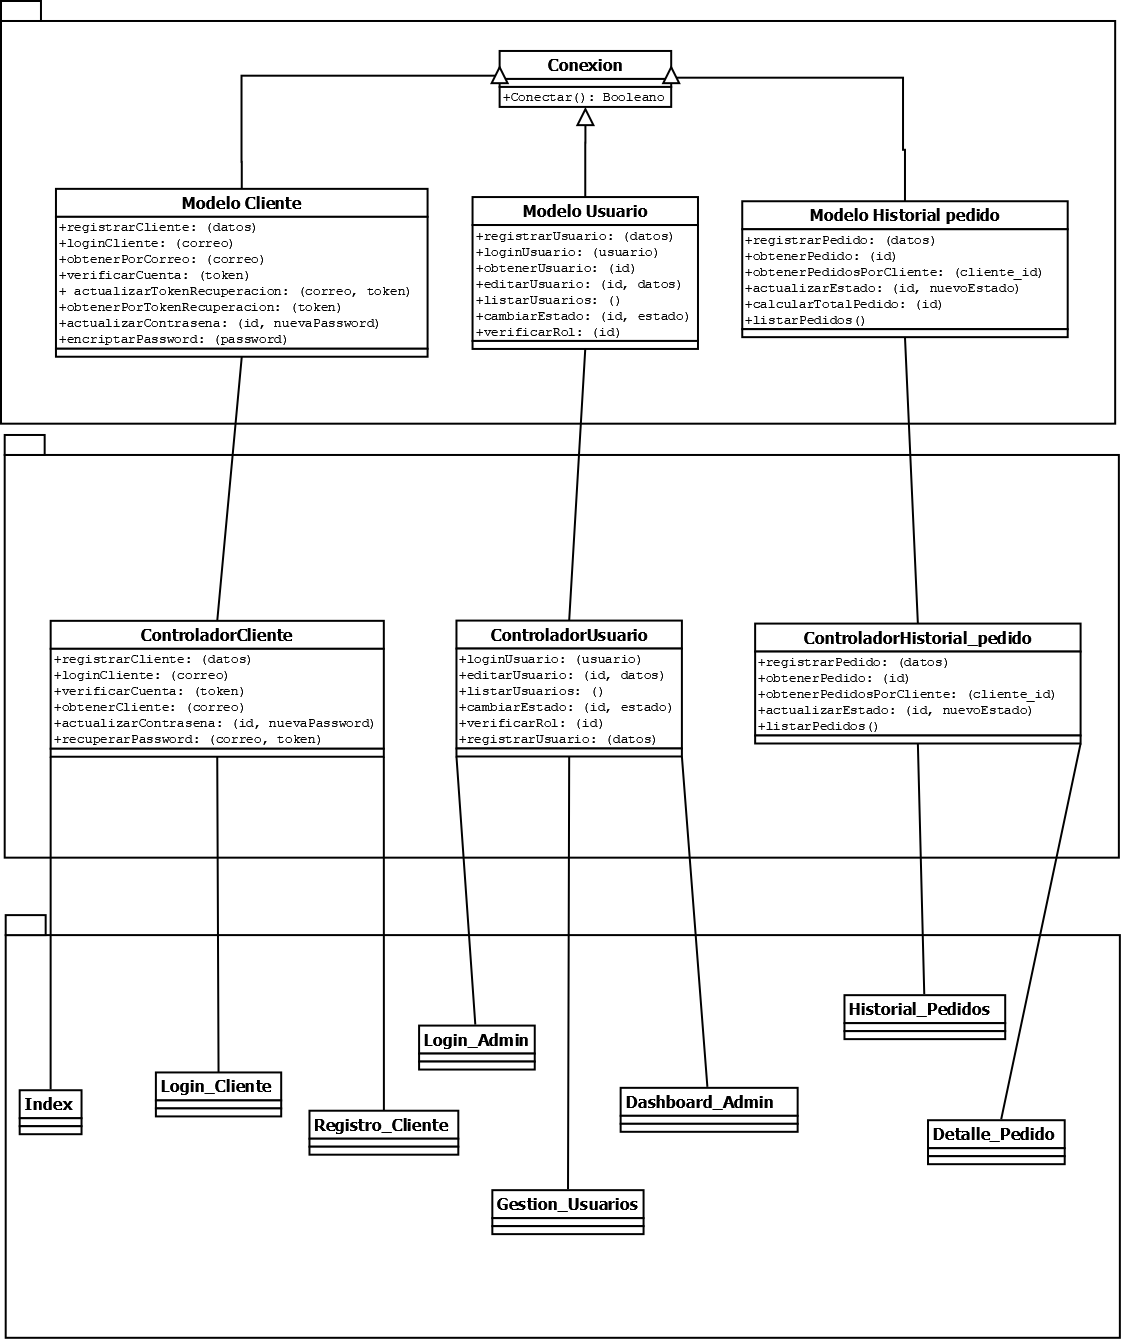 Conexion
+Conectar(): Booleano
Modelo Cliente
+registrarCliente: (datos)
+loginCliente: (correo)
+obtenerPorCorreo: (correo)
+verificarCuenta: (token)
+ actualizarTokenRecuperacion: (correo, token)
+obtenerPorTokenRecuperacion: (token)
+actualizarContrasena: (id, nuevaPassword)
+encriptarPassword: (password)
Modelo Usuario
+registrarUsuario: (datos)
+loginUsuario: (usuario)
+obtenerUsuario: (id)
+editarUsuario: (id, datos)
+listarUsuarios: ()
+cambiarEstado: (id, estado)
+verificarRol: (id)
Modelo Historial pedido
+registrarPedido: (datos)
+obtenerPedido: (id)
+obtenerPedidosPorCliente: (cliente_id)
+actualizarEstado: (id, nuevoEstado)
+calcularTotalPedido: (id)
+listarPedidos()
ControladorCliente
+registrarCliente: (datos)
+loginCliente: (correo)
+verificarCuenta: (token)
+obtenerCliente: (correo)
+actualizarContrasena: (id, nuevaPassword)
+recuperarPassword: (correo, token)
ControladorUsuario
+loginUsuario: (usuario)
+editarUsuario: (id, datos)
+listarUsuarios: ()
+cambiarEstado: (id, estado)
+verificarRol: (id)
+registrarUsuario: (datos)
ControladorHistorial_pedido
+registrarPedido: (datos)
+obtenerPedido: (id)
+obtenerPedidosPorCliente: (cliente_id)
+actualizarEstado: (id, nuevoEstado)
+listarPedidos()
Historial_Pedidos
Login_Admin
Login_Cliente
Index
Dashboard_Admin
Registro_Cliente
Detalle_Pedido
Gestion_Usuarios